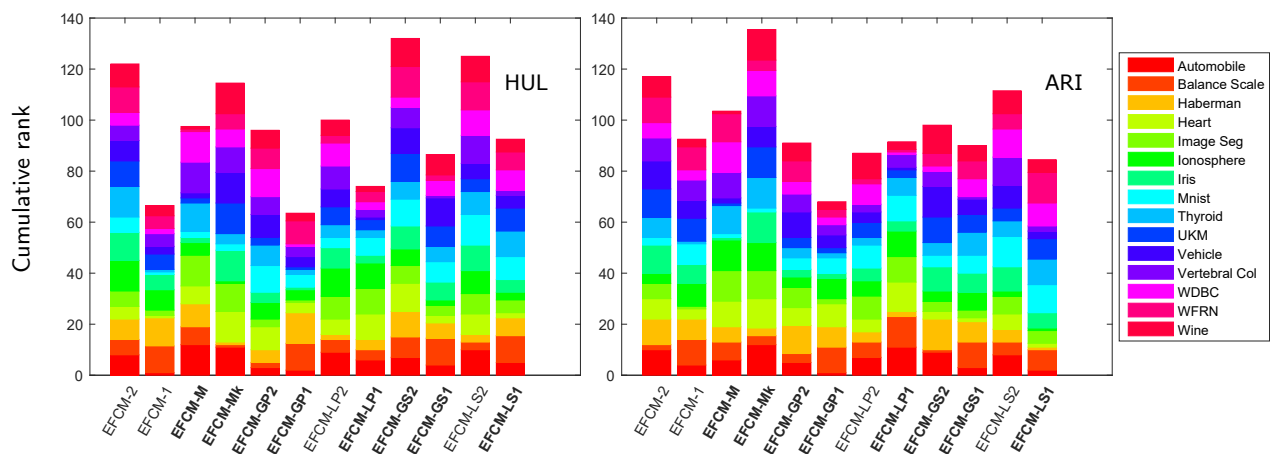 Cumulative rank
140
120
100
80
60
40
20
0
HUL
EFCM-2
EFCM-1
EFCM-M
EFCM-Mk
EFCM-GP2
EFCM-GP1
EFCM-LP2
EFCM-LP1
EFCM-GS2
EFCM-GS1
EFCM-LS2
EFCM-LS1
140
120
100
80
60
40
20
0
ARI
EFCM-2
EFCM-1
EFCM-M
EFCM-Mk
EFCM-GP2
EFCM-GP1
EFCM-LP2
EFCM-LP1
EFCM-GS2
EFCM-GS1
EFCM-LS2
EFCM-LS1
Automobile
Balance Scale
Haberman
Heart
Image Seg
Ionosphere
Iris
Mnist
Thyroid
UKM
Vehicle
Vertebral Col
WDBC
WFRN
Wine